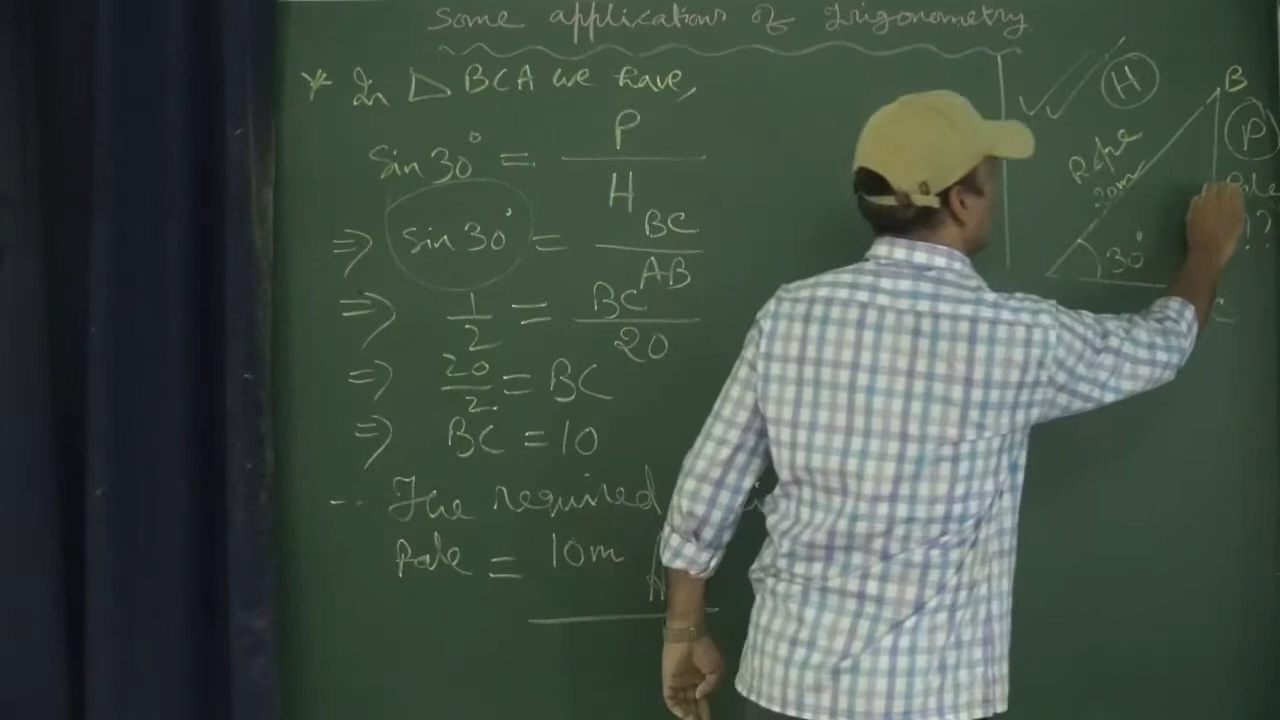 Some applications of trigonometry
* In △ BCA we have,
Sin 30° = P / H
⇒ Sin 30° = BC / AB
⇒ 1/2 = BC / 20
⇒ 20/2 = BC
⇒ BC = 10
The required
Pole = 10m
H
B
P
Rope
20m
Pole
??
30°